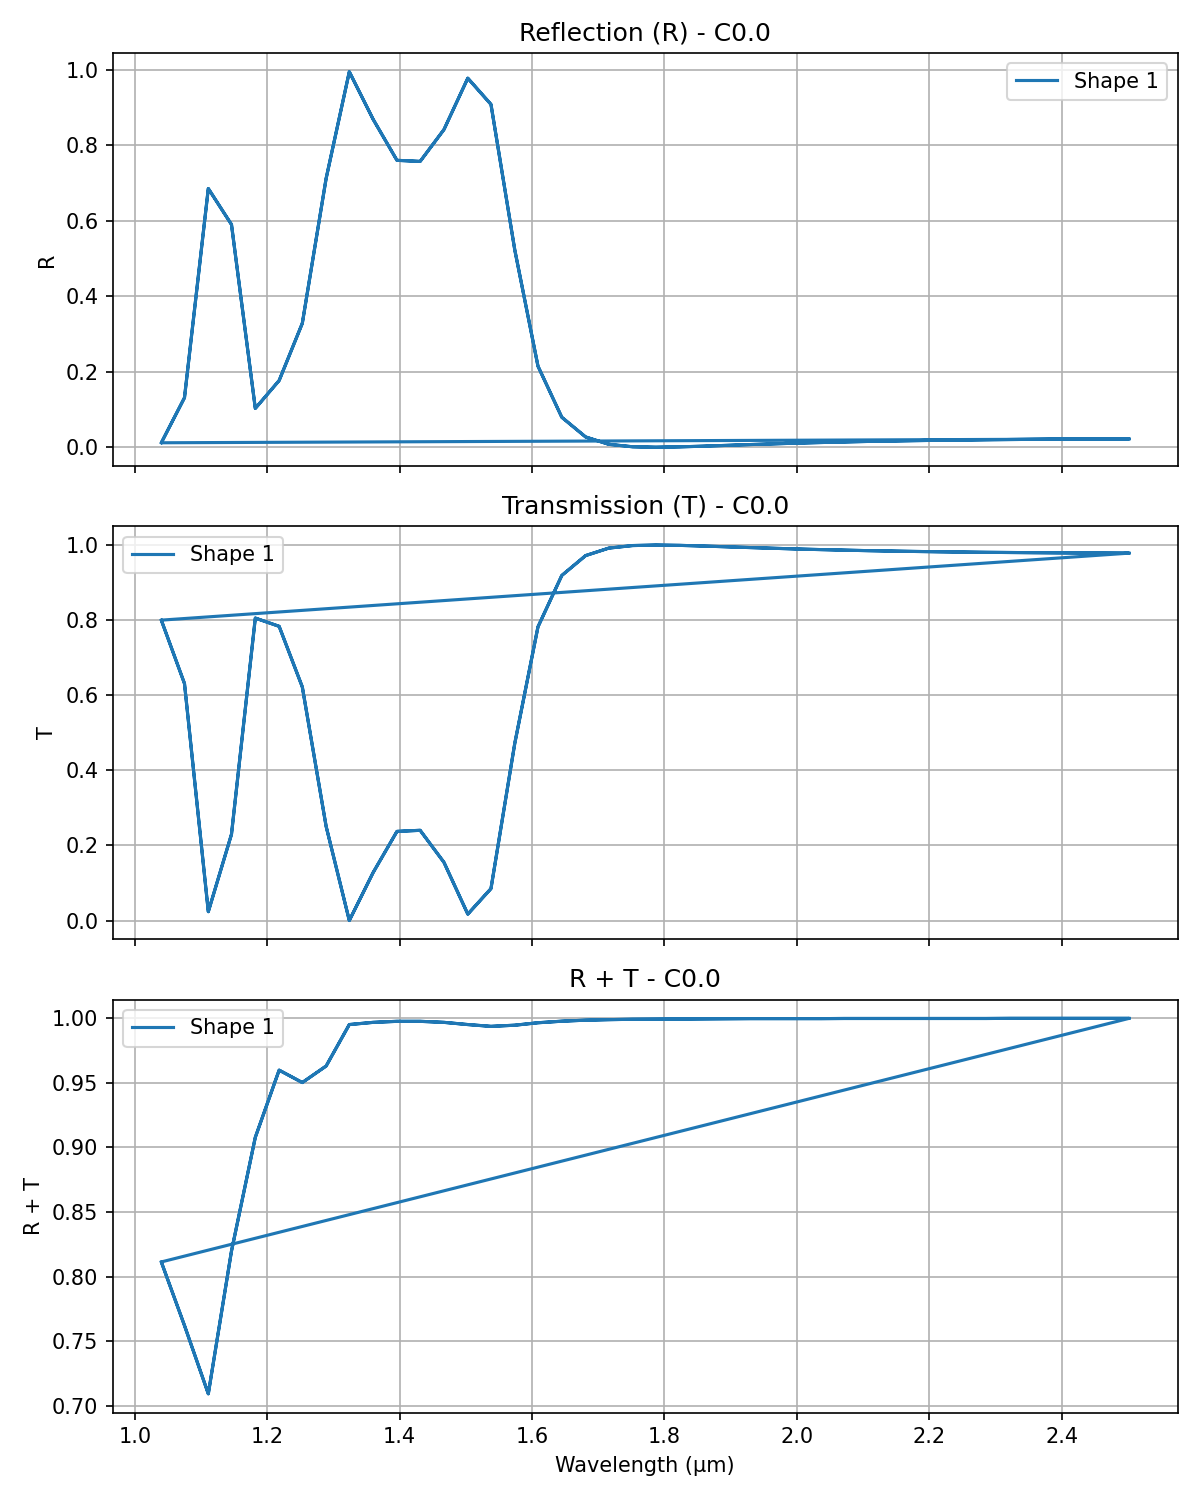 Reflection (R) - C0.0
1.0
0.8
0.6
0.4
0.2
0.0
R
Shape 1
Transmission (T) - C0.0
1.0
0.8
0.6
0.4
0.2
0.0
T
Shape 1
R + T - C0.0
1.00
0.95
0.90
0.85
0.80
0.75
0.70
R + T
Shape 1
1.0 1.2 1.4 1.6 1.8 2.0 2.2 2.4
Wavelength (μm)